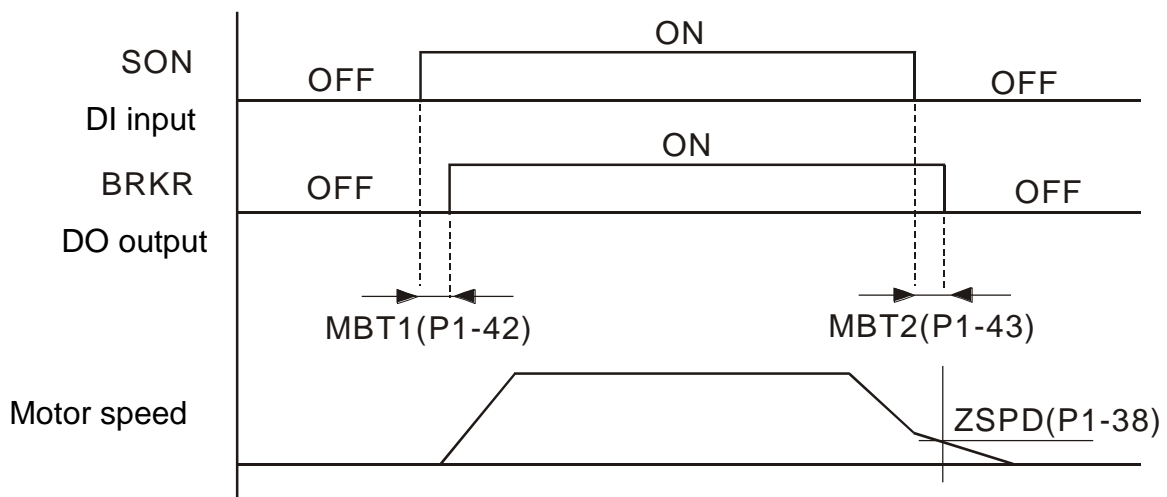 ON
SON
OFF
OFF
DI input
ON
BRKR
OFF
OFF
DO output
MBT1(P1-42)
MBT2(P1-43)
Motor speed
ZSPD(P1-38)